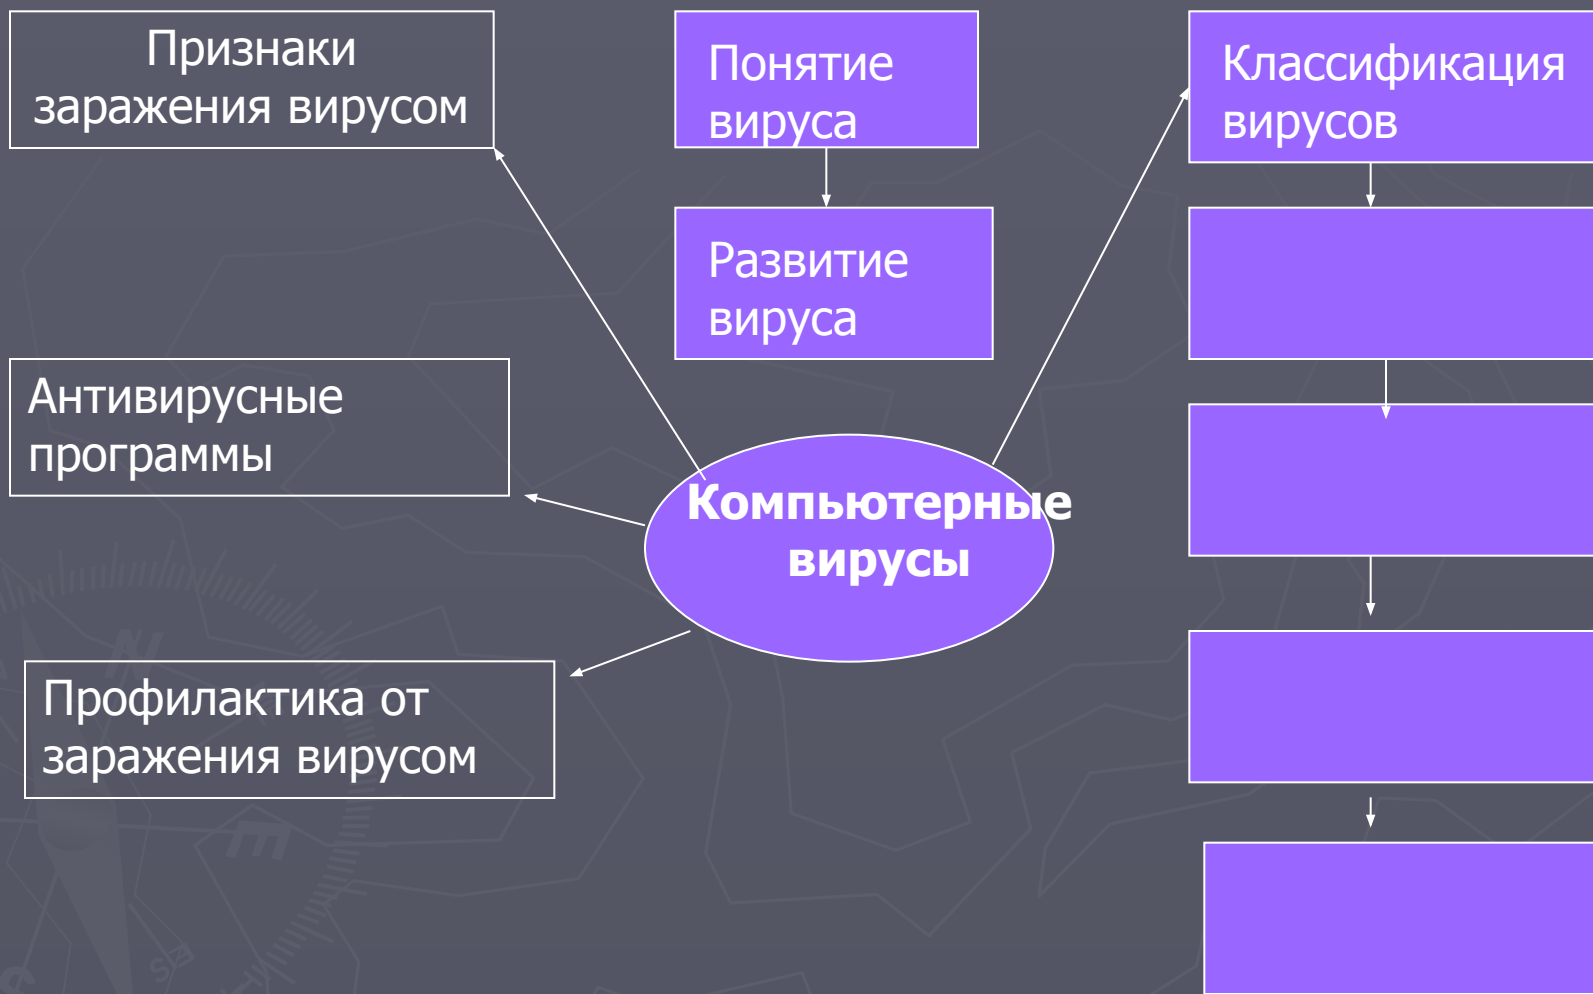 Признаки
заражения вирусом
Понятие
вируса
Классификация
вирусов
Развитие
вируса
Антивирусные
программы
Компьютерные
вирусы
Профилактика от
заражения вирусом
N
E
S